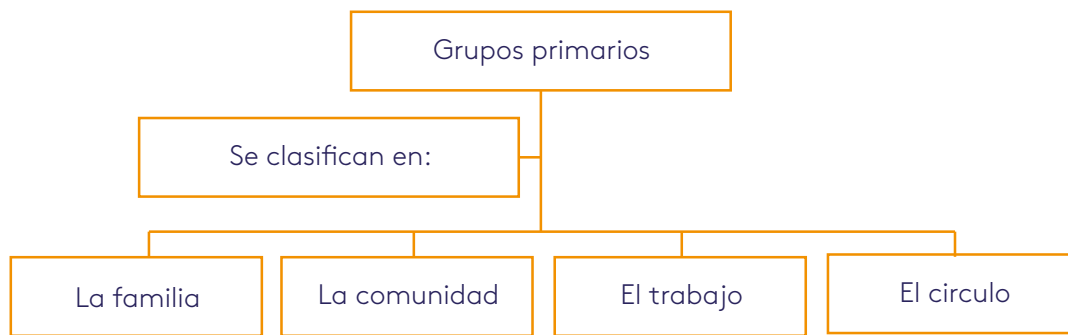 Grupos primarios
Se clasifican en:
La familia
La comunidad
El trabajo
El circulo